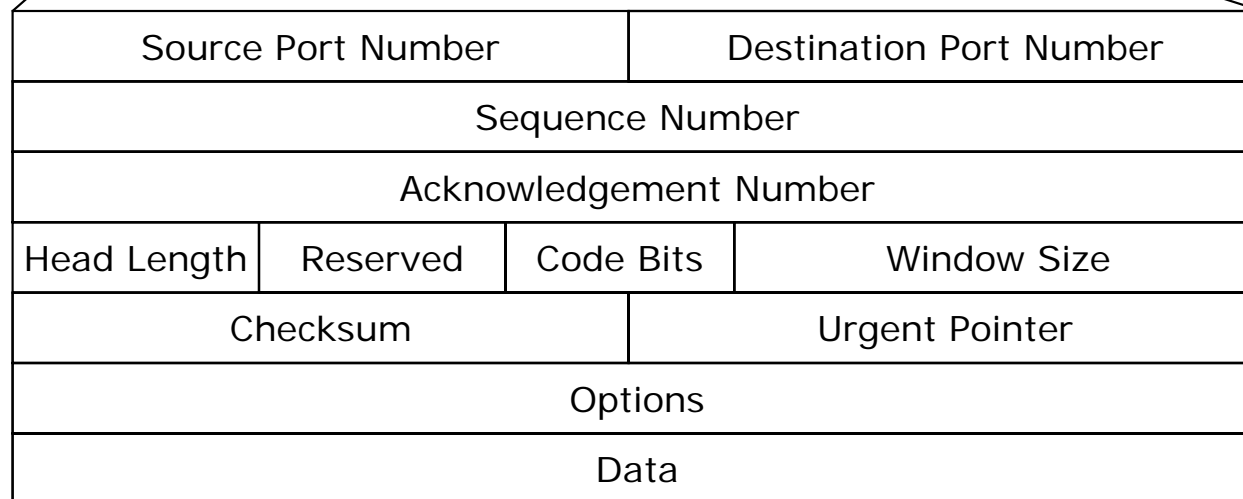 Source Port Number Destination Port Number
Sequence Number
Acknowledgement Number
Head Length Reserved Code Bits Window Size
Checksum Urgent Pointer
Options
Data